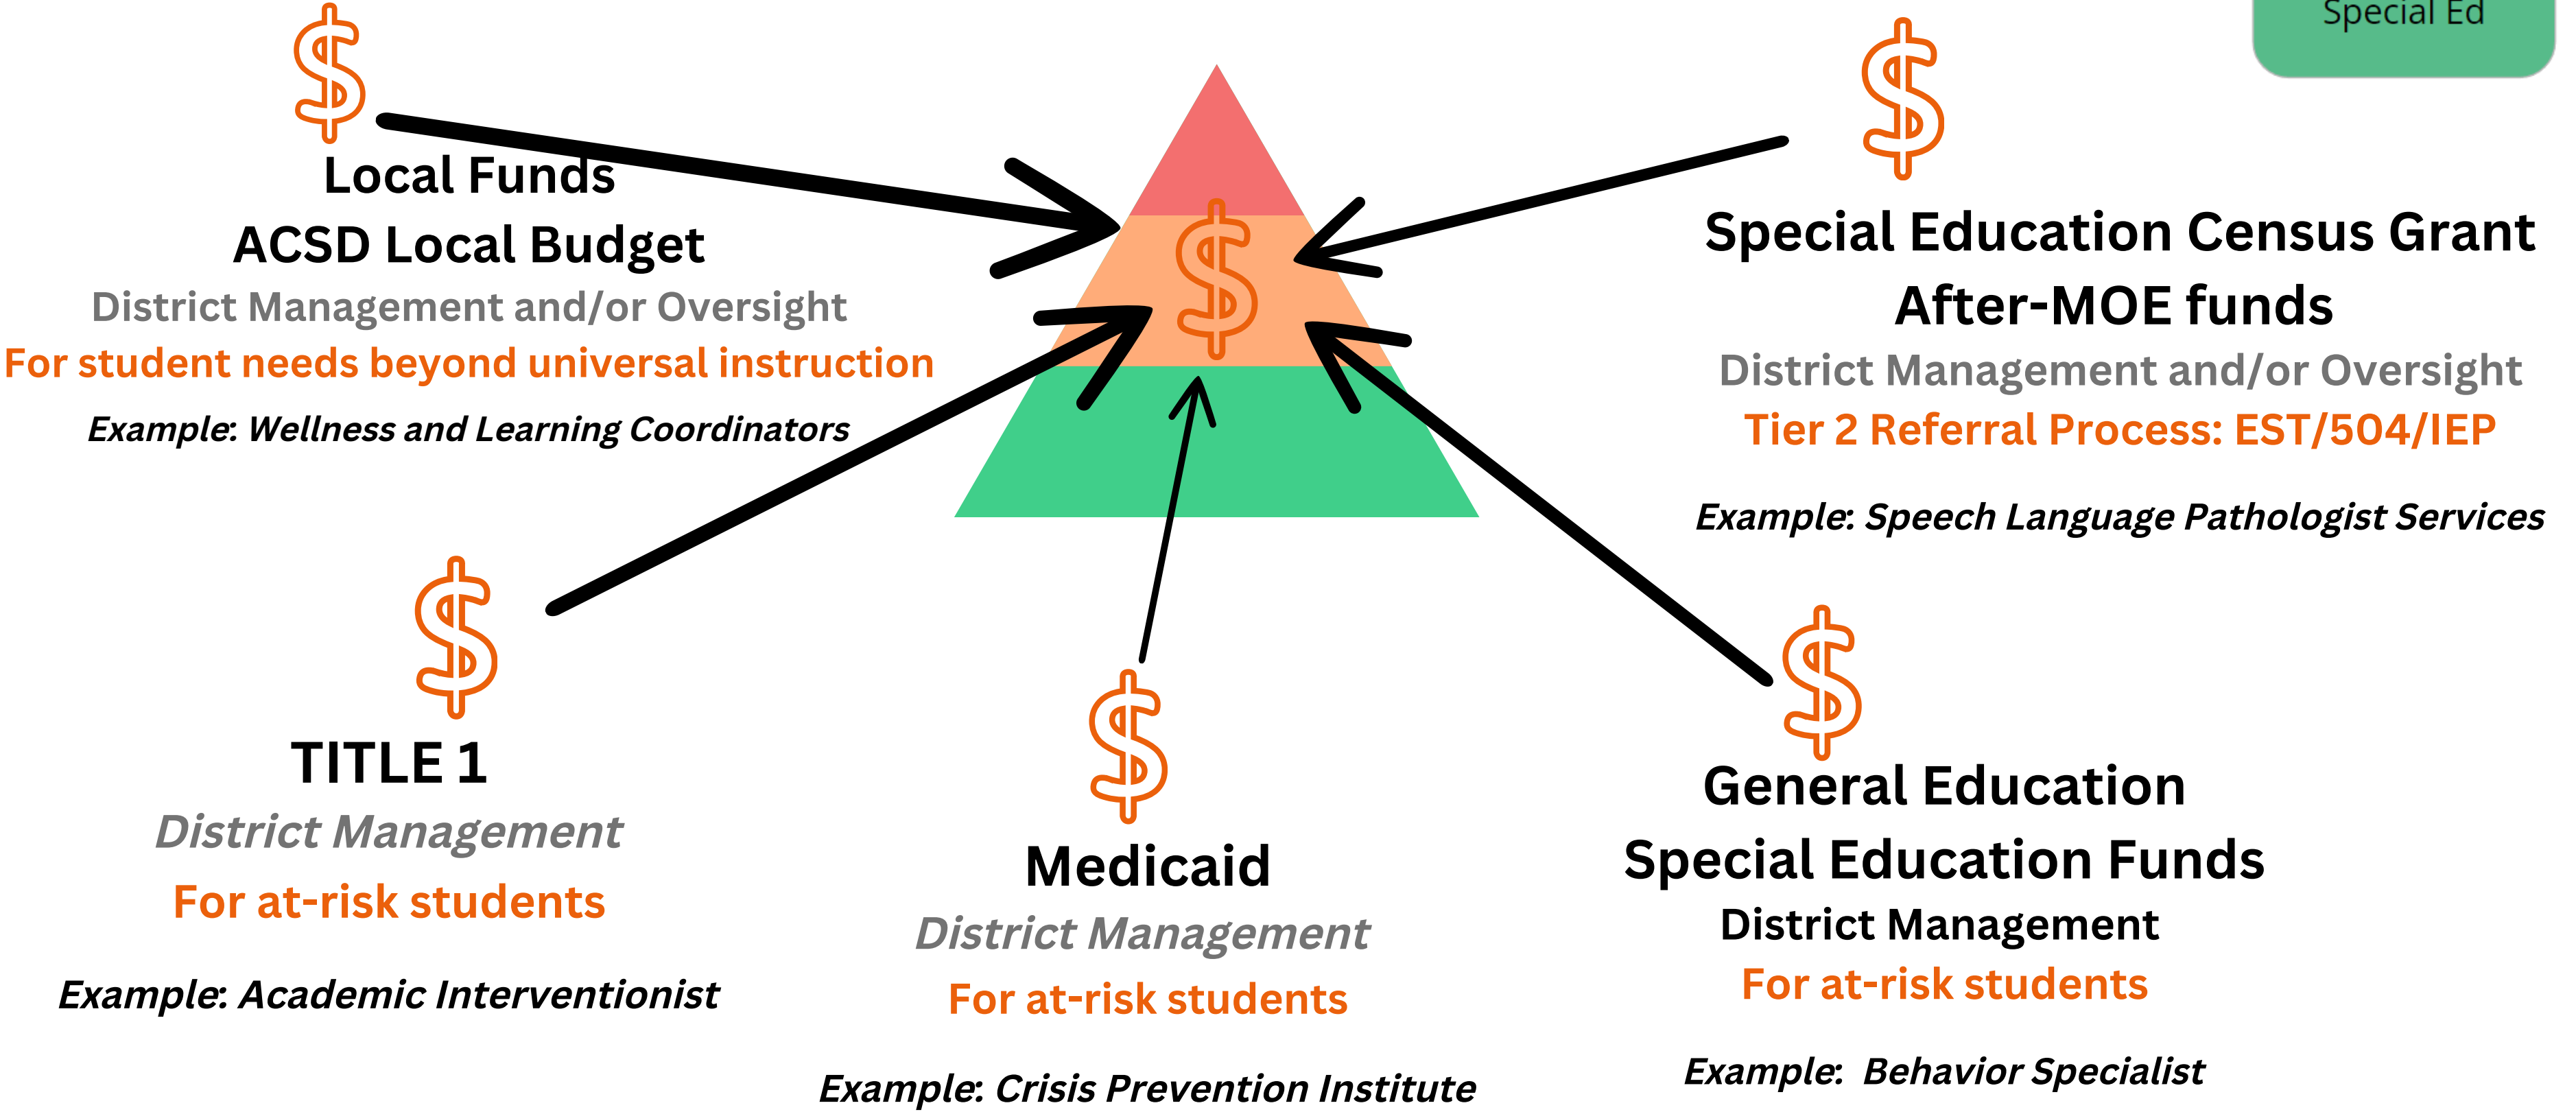 Special Ed
Local Funds
ACSD Local Budget
District Management and/or Oversight
For student needs beyond universal instruction
Example: Wellness and Learning Coordinators
Special Education Census Grant
After-MOE funds
District Management and/or Oversight
Tier 2 Referral Process: EST/504/IEP
Example: Speech Language Pathologist Services
TITLE 1
District Management
For at-risk students
Example: Academic Interventionist
Medicaid
District Management
For at-risk students
Example: Crisis Prevention Institute
General Education
Special Education Funds
District Management
For at-risk students
Example: Behavior Specialist